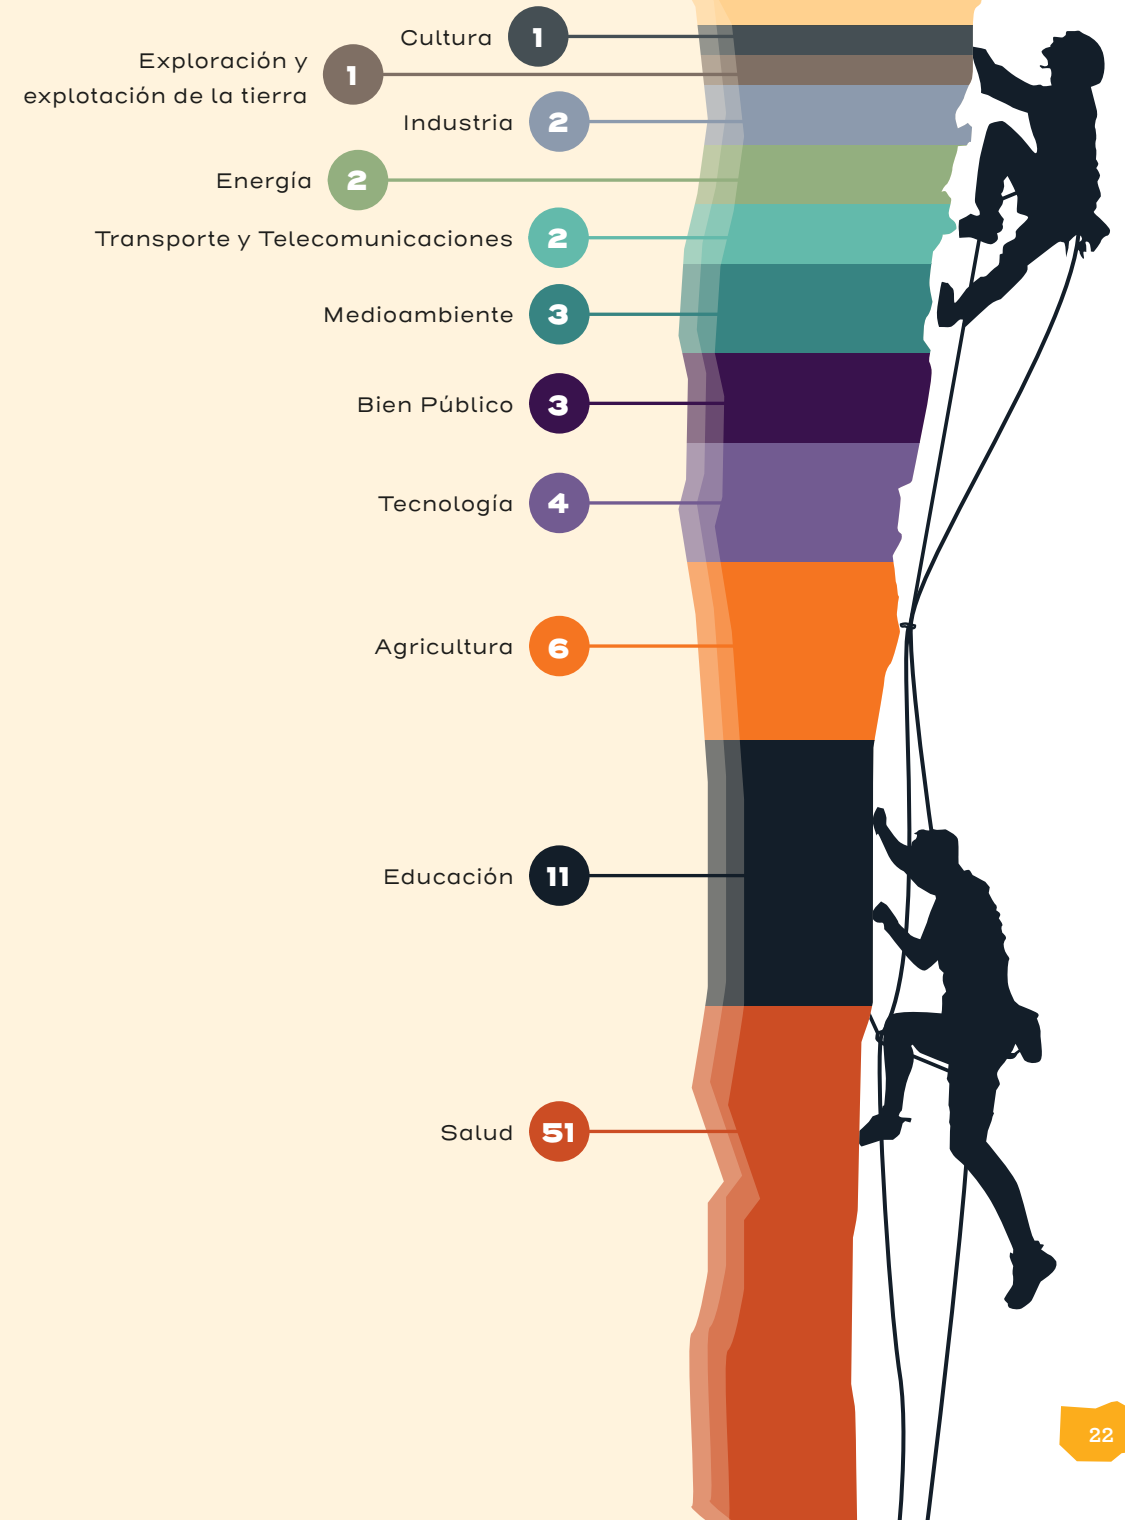 Cultura 1
Exploración y
explotación de la tierra 1
Industria 2
Energía 2
Transporte y Telecomunicaciones 2
Medioambiente 3
Bien Público 3
Tecnología 4
Agricultura 6
Educación 11
Salud 51
22